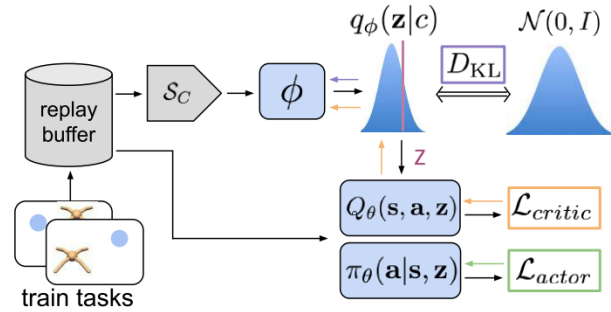 q_ϕ(𝐳|c)
𝒩(0, I)
replay
buffer
𝒮_C
ϕ
D_KL
z
Q_θ(𝐬, 𝐚, 𝐳)
ℒ_critic
π_θ(𝐚|𝐬, 𝐳)
ℒ_actor
train tasks